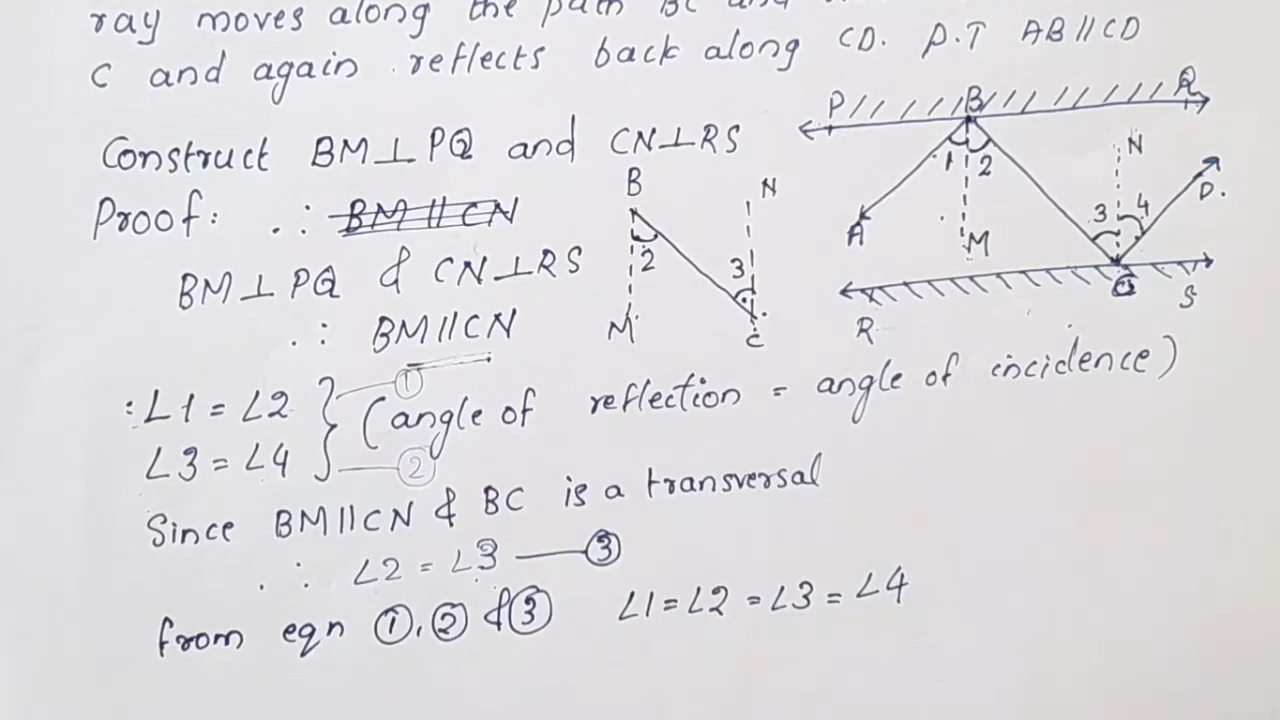 ray moves along the path BC and
C and again reflects back along CD. P.T AB // CD
Construct BM⊥PQ and CN⊥RS
Proof: ∴ BM // CN
BM⊥PQ & CN⊥RS
∴ BM//CN
∴ ∠1 = ∠2 } —— ① (angle of reflection = angle of incidence)
∠3 = ∠4 } —— ②
Since BM||CN & BC is a transversal
∴ ∠2 = ∠3 —— ③
from eqn ①, ② & ③ ∠1 = ∠2 = ∠3 = ∠4
B
N
2
3
M
C
P
B
Q
1
2
N
A
M
3
4
D.
R
C
S